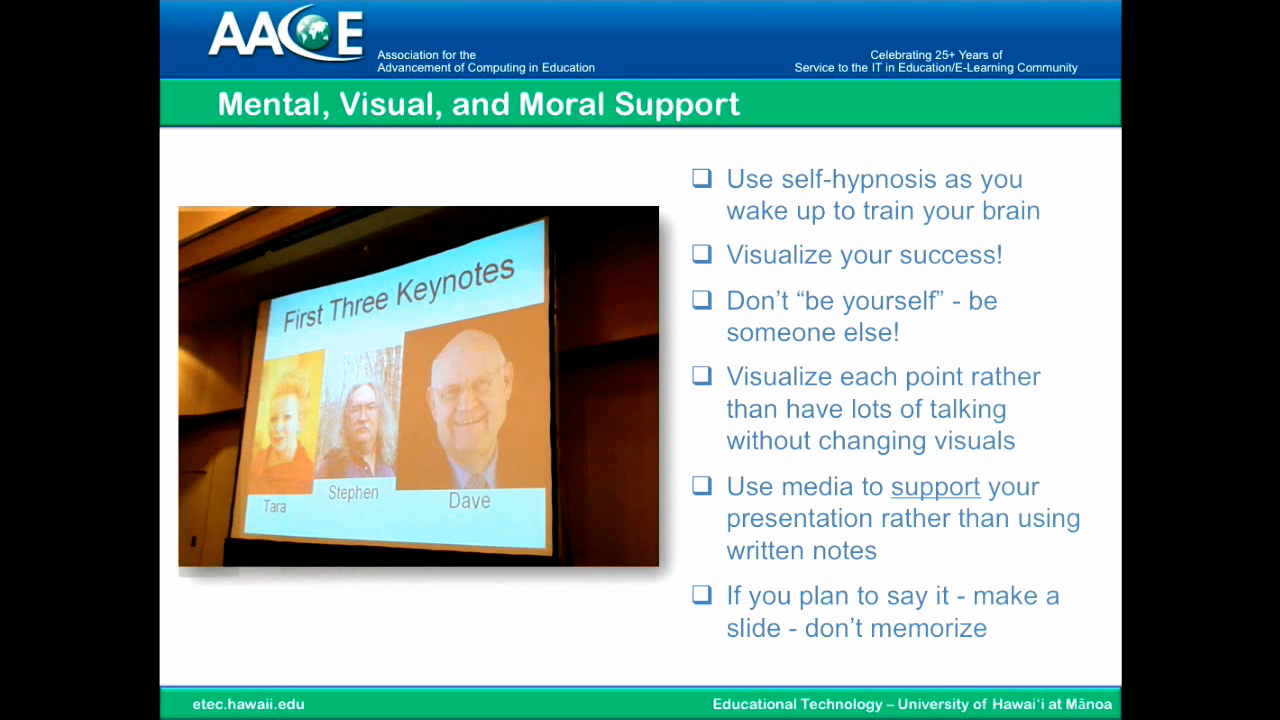 AACE
Association for the
Advancement of Computing in Education
Celebrating 25+ Years of
Service to the IT in Education/E-Learning Community
Mental, Visual, and Moral Support
First Three Keynotes
Tara
Stephen
Dave
❑ Use self-hypnosis as you
wake up to train your brain
❑ Visualize your success!
❑ Don’t “be yourself” - be
someone else!
❑ Visualize each point rather
than have lots of talking
without changing visuals
❑ Use media to support your
presentation rather than using
written notes
❑ If you plan to say it - make a
slide - don’t memorize
etec.hawaii.edu
Educational Technology – University of Hawai‘i at Mānoa